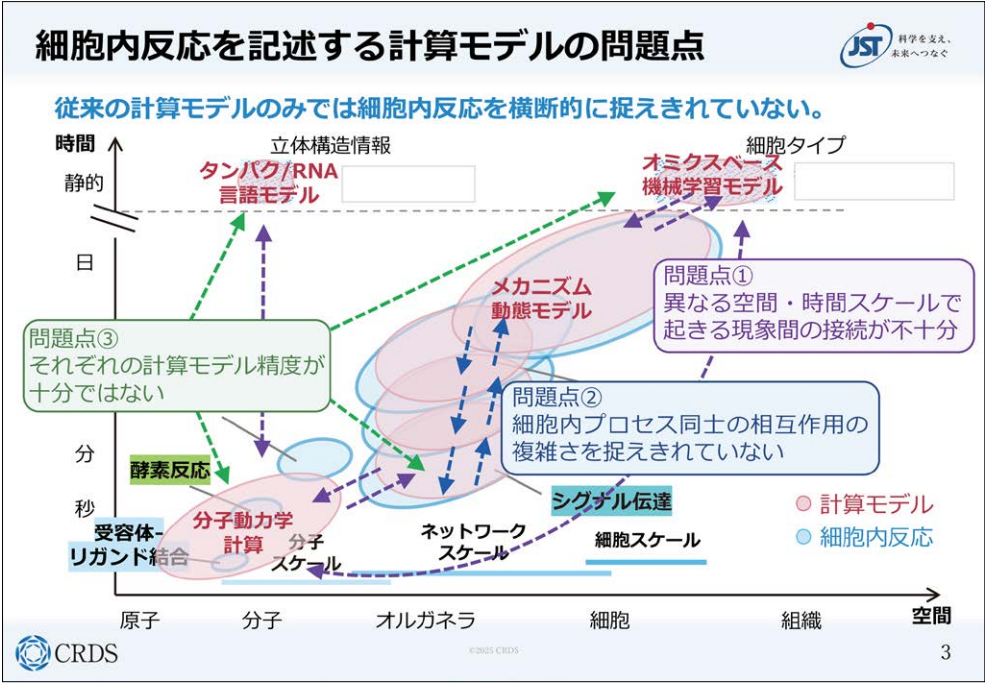 細胞内反応を記述する計算モデルの問題点
JST
科学を支え、
未来へつなぐ
従来の計算モデルのみでは細胞内反応を横断的に捉えきれていない。
時間
立体構造情報
細胞タイプ
静的
タンパク/RNA
言語モデル
オミクスベース
機械学習モデル
日
メカニズム
動態モデル
問題点①
異なる空間・時間スケールで
起きる現象間の接続が不十分
問題点③
それぞれの計算モデル精度が
十分ではない
問題点②
細胞内プロセス同士の相互作用の
複雑さを捉えきれていない
分
酵素反応
秒
シグナル伝達
計算モデル
細胞内反応
受容体-
リガンド結合
分子動力学
計算
分子
スケール
ネットワーク
スケール
細胞スケール
原子
分子
オルガネラ
細胞
組織
空間
CRDS
©2025 CRDS
3